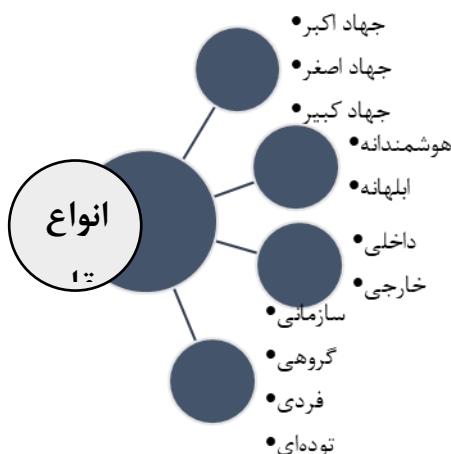 جهاد اکبر
جهاد اصغر
جهاد کبیر
هوشمندانه
ابلهانه
داخلی
خارجی
سازمانی
گروهی
فردی
توده‌ای
انواع